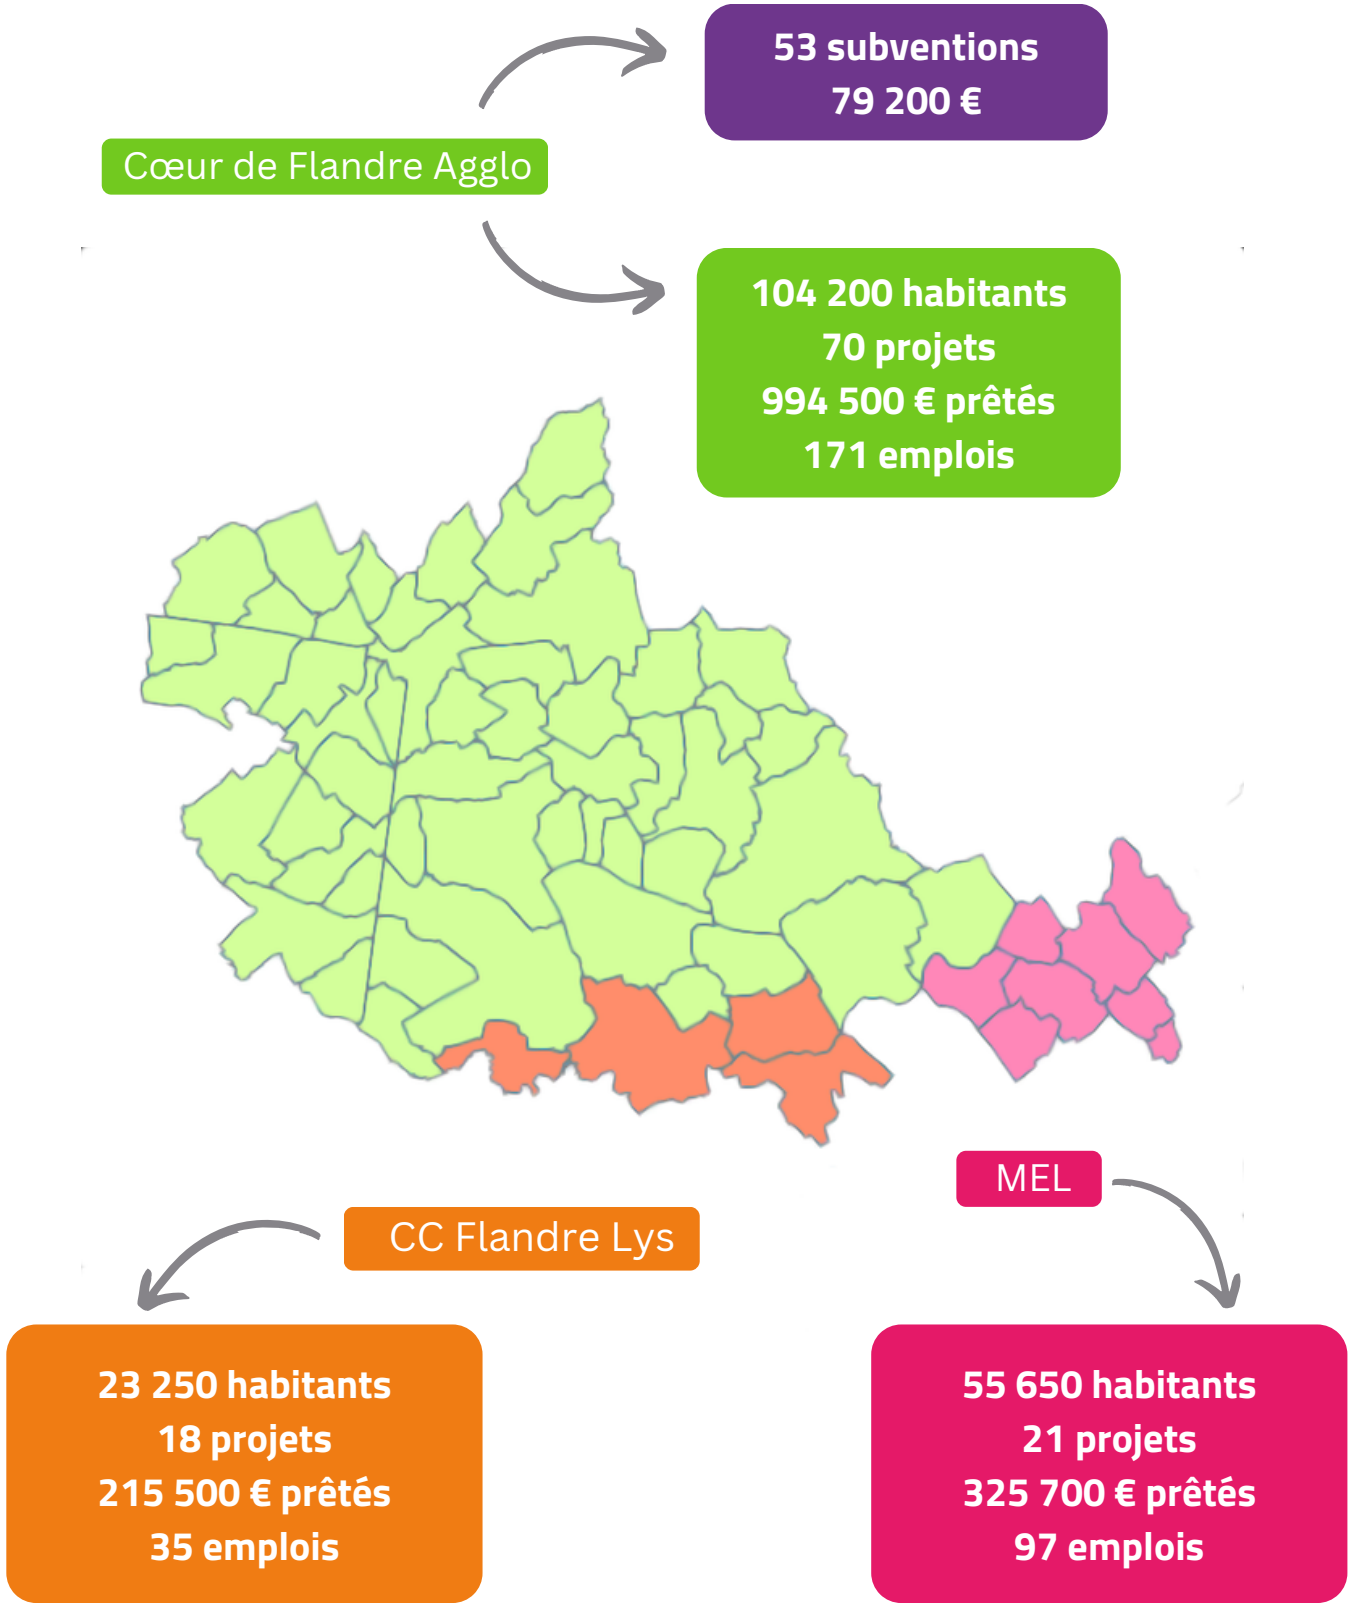 53 subventions
79 200 €
Cœur de Flandre Agglo
104 200 habitants
70 projets
994 500 € prêtés
171 emplois
MEL
CC Flandre Lys
23 250 habitants
18 projets
215 500 € prêtés
35 emplois
55 650 habitants
21 projets
325 700 € prêtés
97 emplois